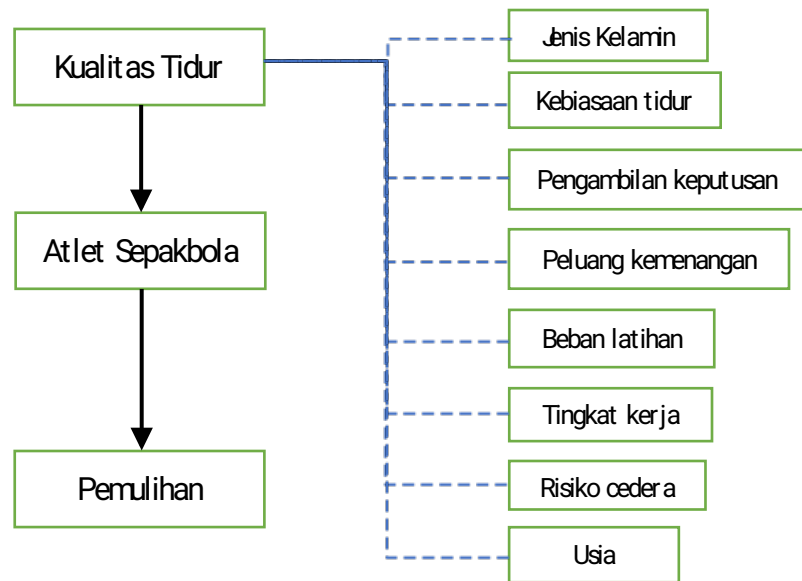 Kualitas Tidur
Atlet Sepakbola
Pemulihan
Jenis Kelamin
Kebiasaan tidur
Pengambilan keputusan
Peluang kemenangan
Beban latihan
Tingkat kerja
Risiko cedera
Usia